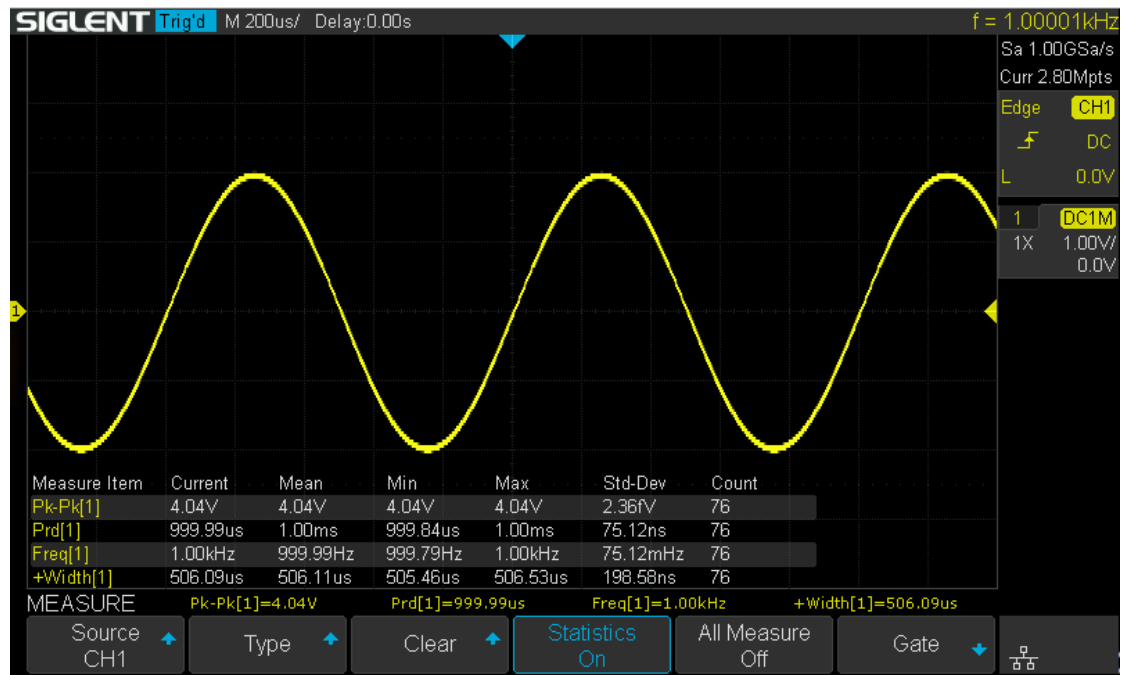 SIGLENT Trig'd M 200us/ Delay:0.00s f = 1.00001kHz
Sa 1.00GSa/s
Curr 2.80Mpts
Edge CH1
DC
L 0.0V
1 DC1M
1X 1.00V/
0.0V
1
Measure Item Current Mean Min Max Std-Dev Count
Pk-Pk[1] 4.04V 4.04V 4.04V 4.04V 2.36fV 76
Prd[1] 999.99us 1.00ms 999.84us 1.00ms 75.12ns 76
Freq[1] 1.00kHz 999.99Hz 999.79Hz 1.00kHz 75.12mHz 76
+Width[1] 506.09us 506.11us 505.46us 506.53us 198.58ns 76
MEASURE Pk-Pk[1]=4.04V Prd[1]=999.99us Freq[1]=1.00kHz +Width[1]=506.09us
Source Type Clear Statistics All Measure Gate
CH1 On Off